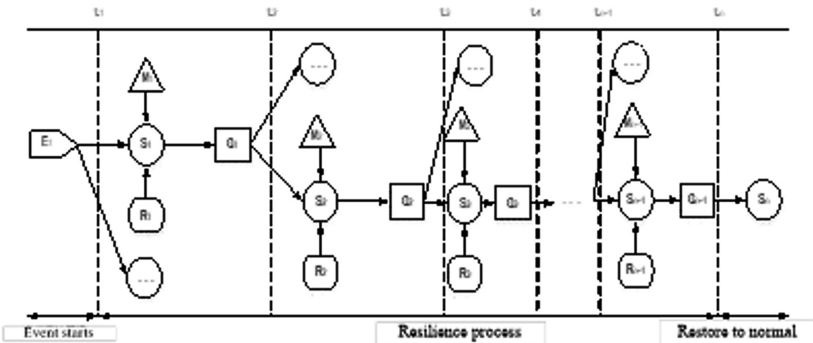 t₁ t₂ t₃ t₄ tₙ₋₁ tₙ
M₁ .... .... ....
M₂ M₃ Mₙ₋₁
E₁ S₁ G₁
S₂ G₂ S₃ G₃ .... Sₙ₋₁ Gₙ₋₁ Sₙ
R₁
R₂ R₃ Rₙ₋₁
....
Event starts Resilience process Restore to normal